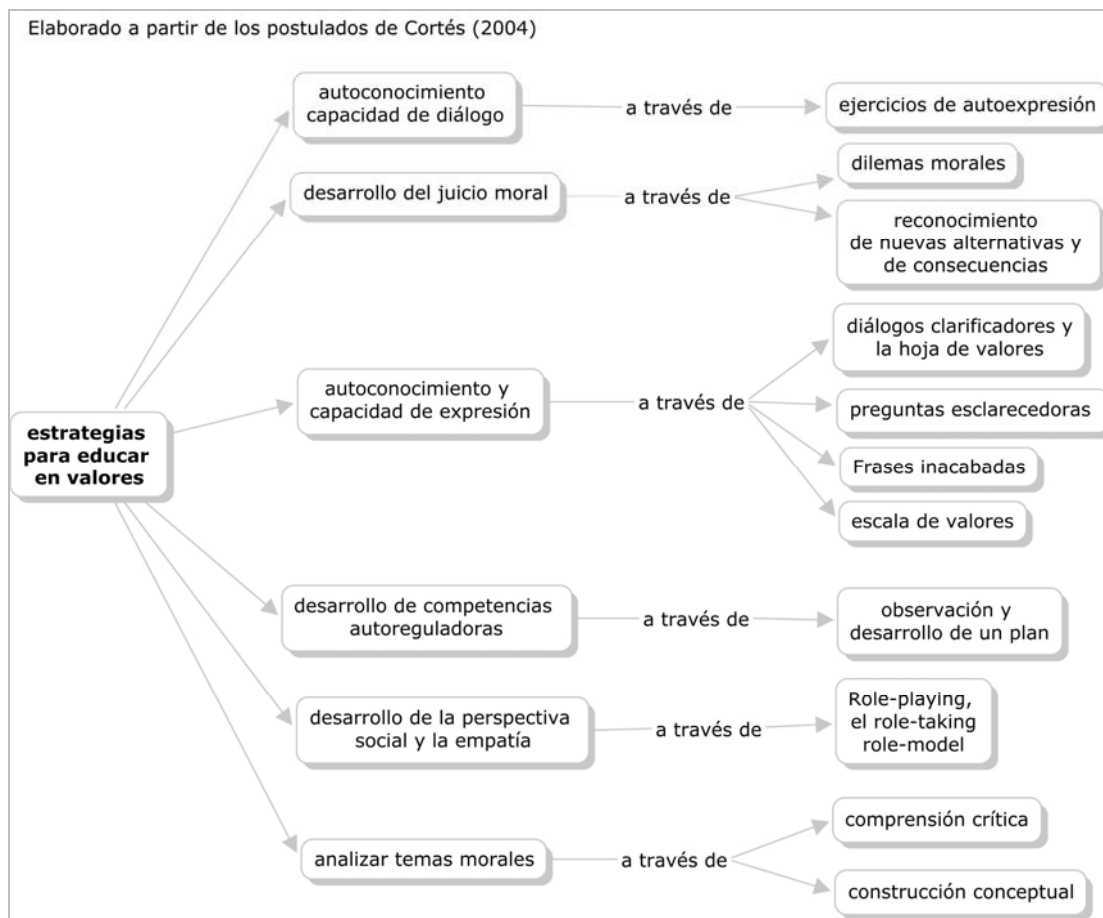 Elaborado a partir de los postulados de Cortés (2004)
autoconocimiento
capacidad de diálogo
a través de
ejercicios de autoexpresión
desarrollo del juicio moral
a través de
dilemas morales
reconocimiento
de nuevas alternativas y
de consecuencias
estrategias
para educar
en valores
autoconocimiento y
capacidad de expresión
a través de
diálogos clarificadores y
la hoja de valores
preguntas esclarecedoras
Frases inacabadas
escala de valores
desarrollo de competencias
autoreguladoras
a través de
observación y
desarrollo de un plan
desarrollo de la perspectiva
social y la empatía
a través de
Role-playing,
el role-taking
role-model
analizar temas morales
a través de
comprensión crítica
construcción conceptual